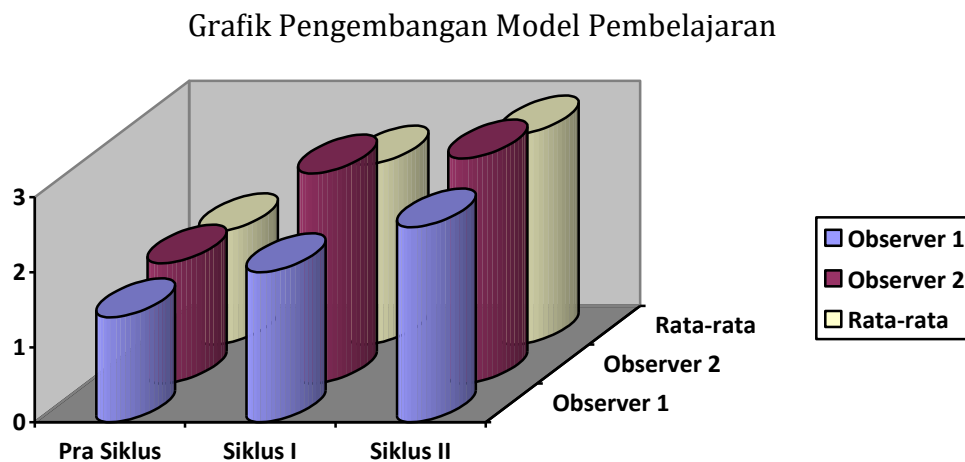 Grafik Pengembangan Model Pembelajaran
3
2
1
0
Pra Siklus
Siklus I
Siklus II
Rata-rata
Observer 2
Observer 1
Observer 1
Observer 2
Rata-rata